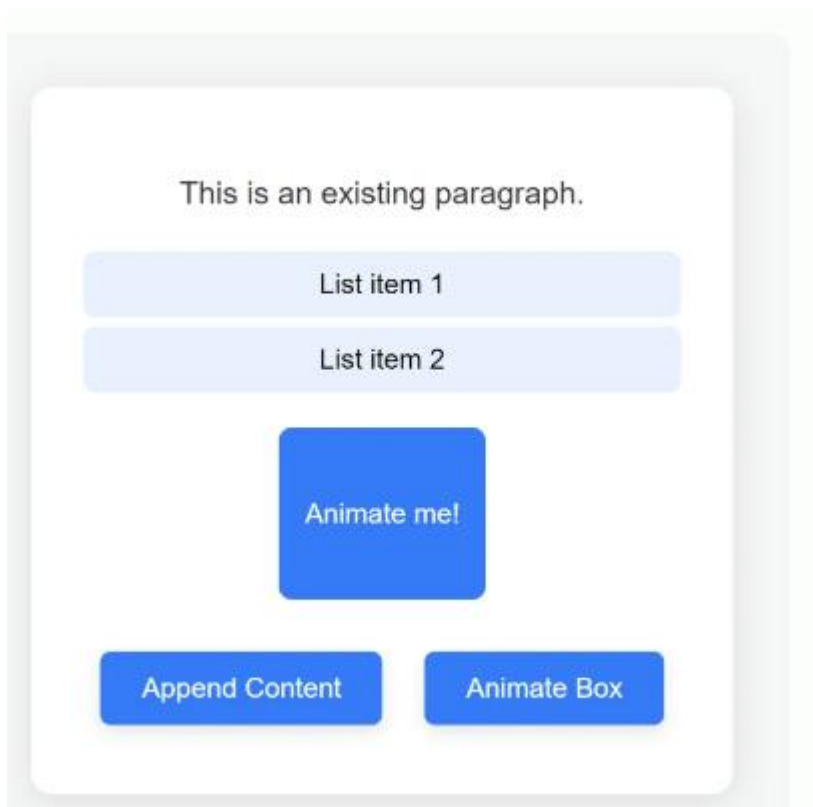 This is an existing paragraph.
List item 1
List item 2
Animate me!
Append Content
Animate Box